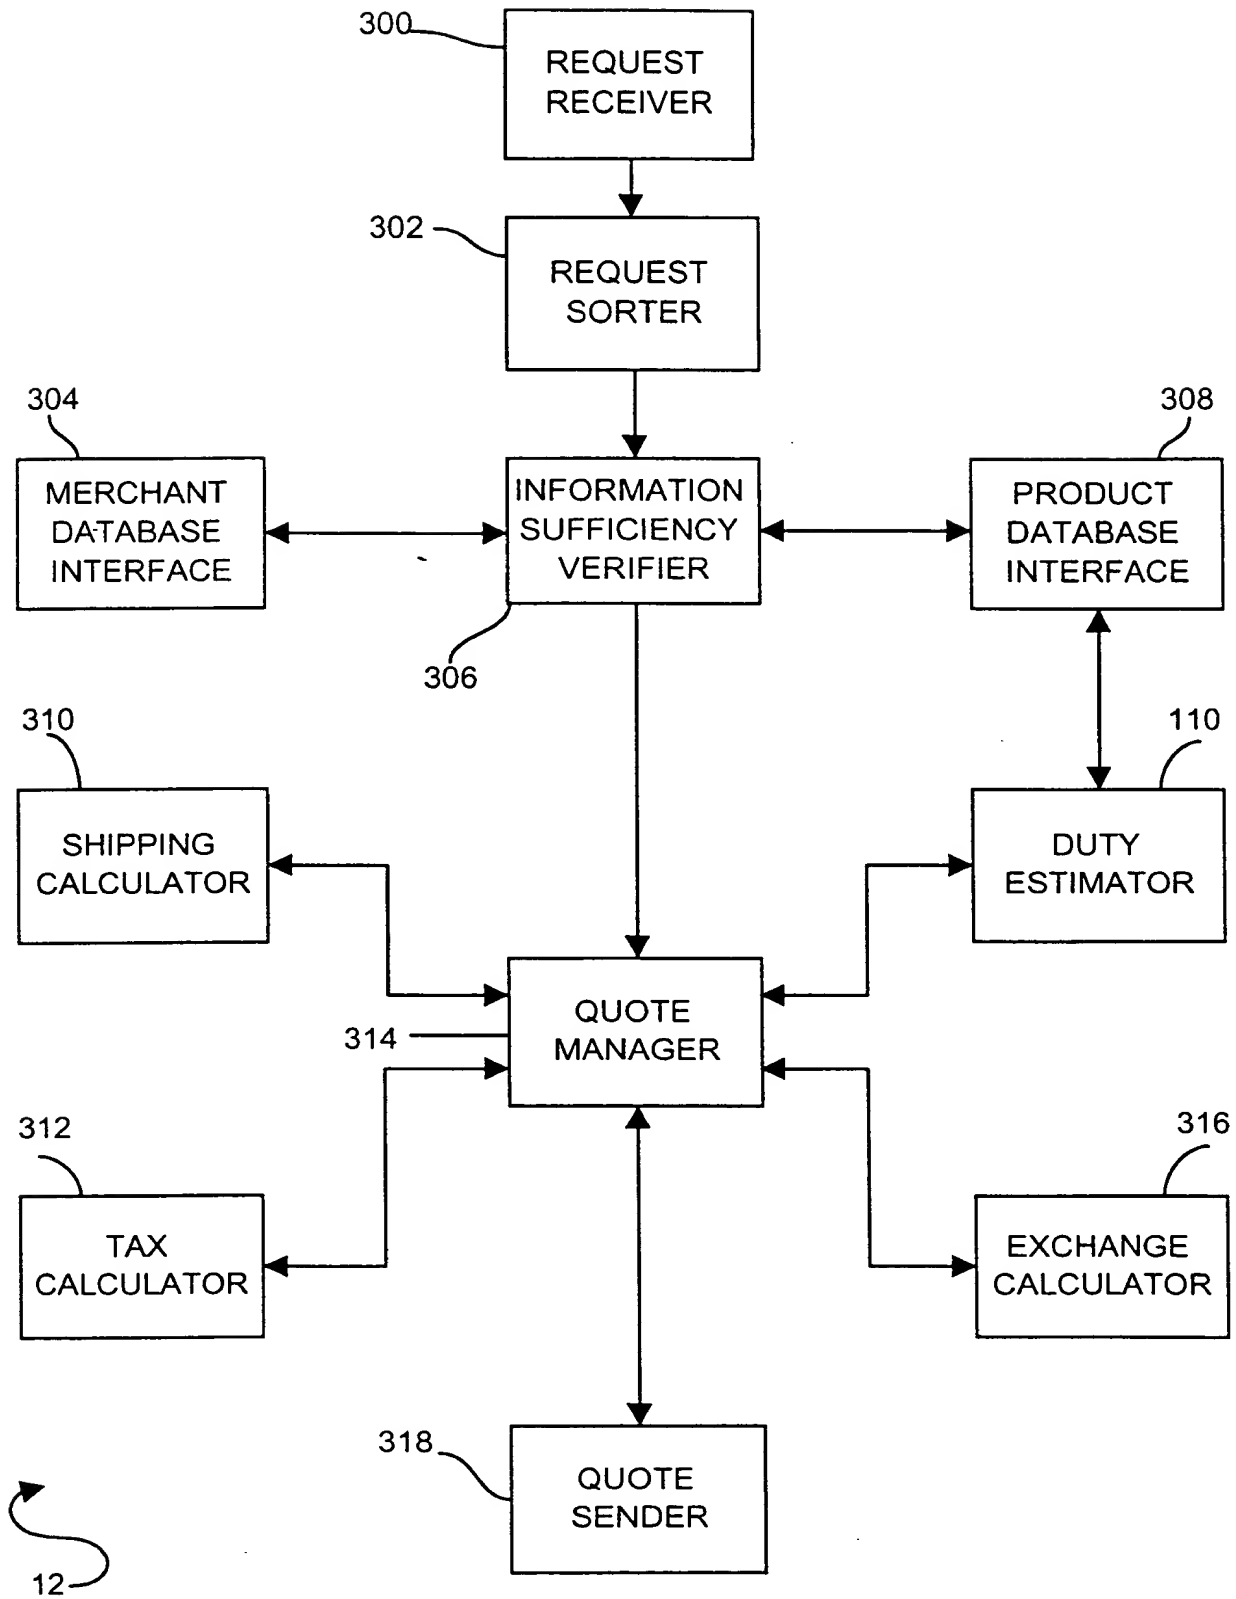 300
REQUEST
RECEIVER
302
REQUEST
SORTER
304
MERCHANT
DATABASE
INTERFACE
INFORMATION
SUFFICIENCY
VERIFIER
306
308
PRODUCT
DATABASE
INTERFACE
310
SHIPPING
CALCULATOR
110
DUTY
ESTIMATOR
314
QUOTE
MANAGER
312
TAX
CALCULATOR
316
EXCHANGE
CALCULATOR
318
QUOTE
SENDER
12